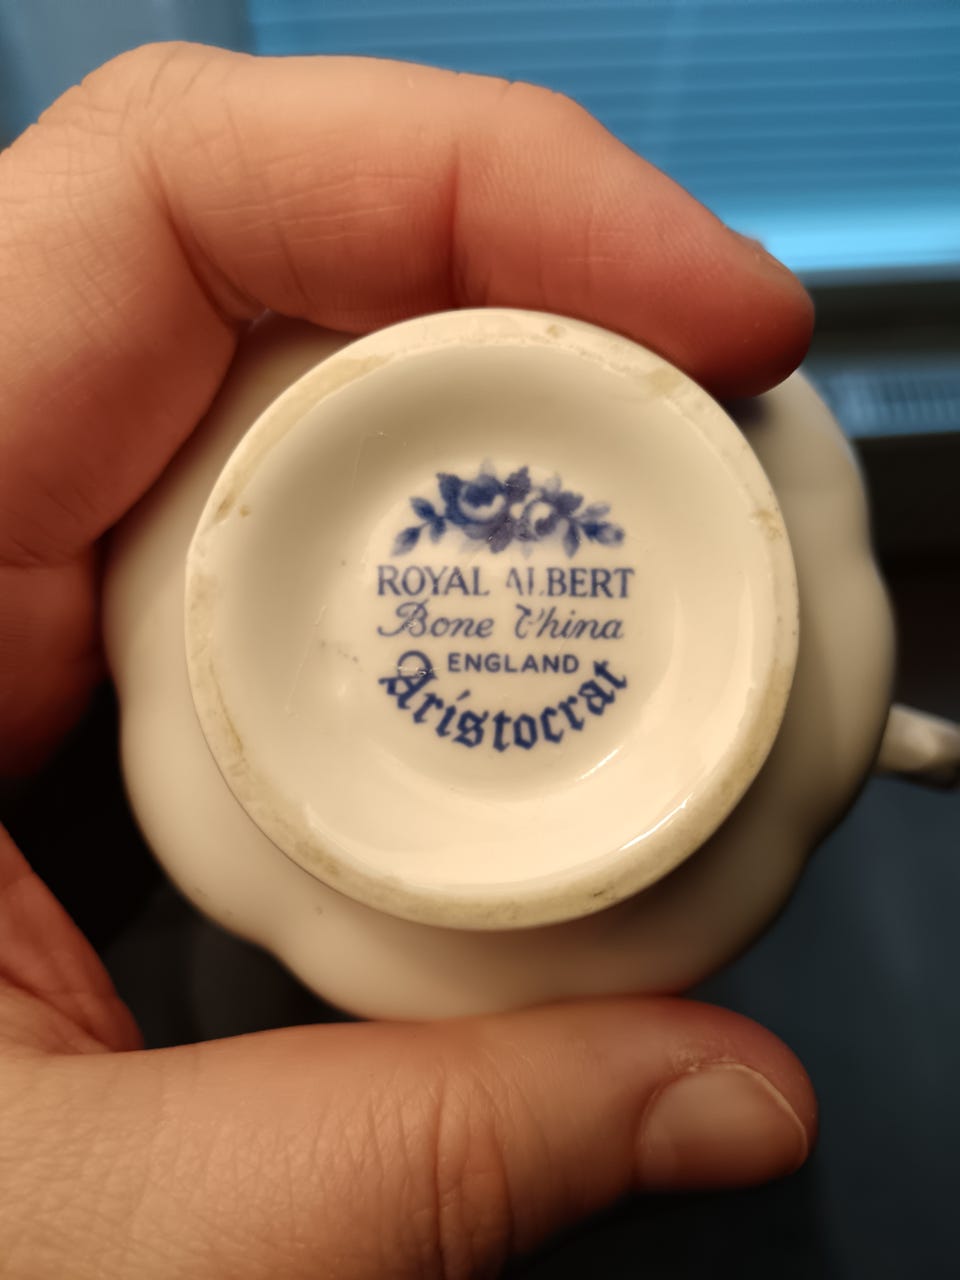 ROYAL ALBERT
Bone China
ENGLAND
Aristocrat